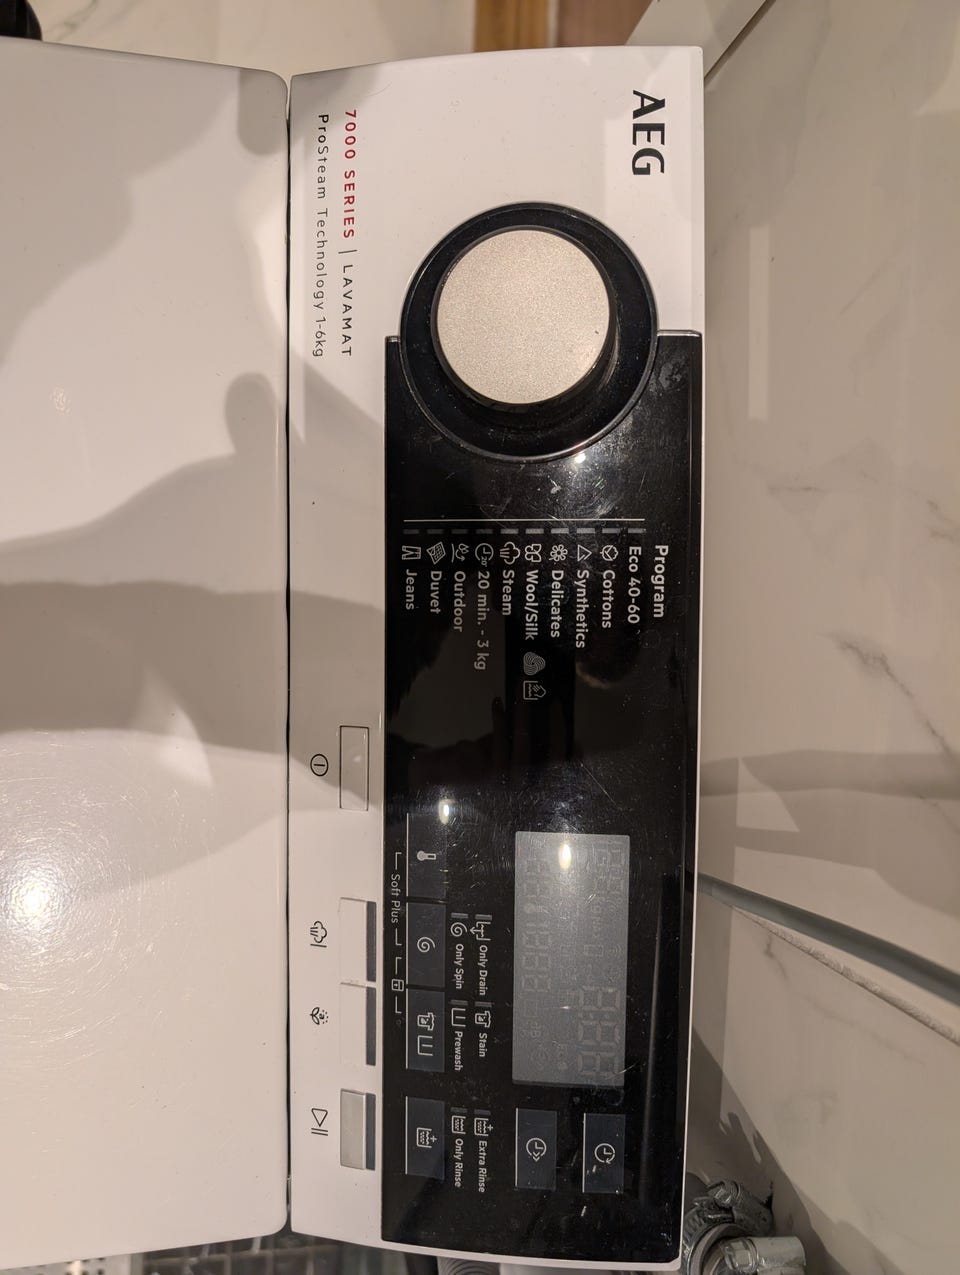 AEG
7000 SERIES | LAVAMAT
ProSteam Technology 1-6kg
Program
Eco 40-60
Cottons
Synthetics
Delicates
Wool/Silk
Steam
20 min. - 3 kg
Outdoor
Duvet
Jeans
Only Drain
Stain
Extra Rinse
Only Spin
Prewash
Only Rinse
Soft Plus